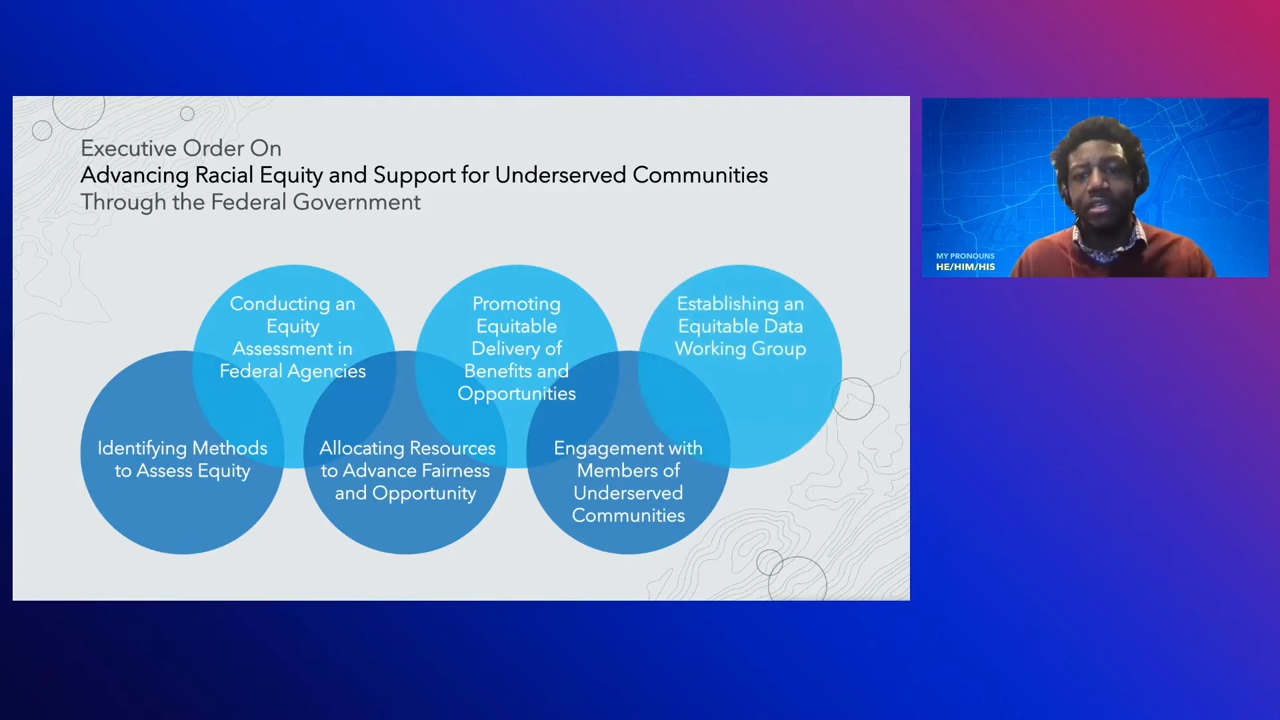 Executive Order On
Advancing Racial Equity and Support for Underserved Communities
Through the Federal Government
Conducting an
Equity
Assessment in
Federal Agencies
Promoting
Equitable
Delivery of
Benefits and
Opportunities
Establishing an
Equitable Data
Working Group
Identifying Methods
to Assess Equity
Allocating Resources
to Advance Fairness
and Opportunity
Engagement with
Members of
Underserved
Communities
MY PRONOUNS
HE/HIM/HIS